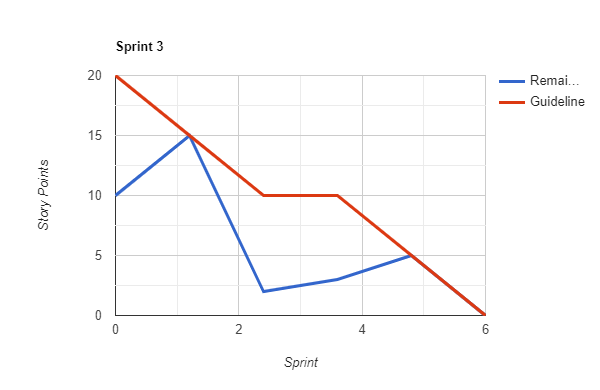 Sprint 3
20
15
10
5
0
0 2 4 6
Story Points
Sprint
Remai...
Guideline